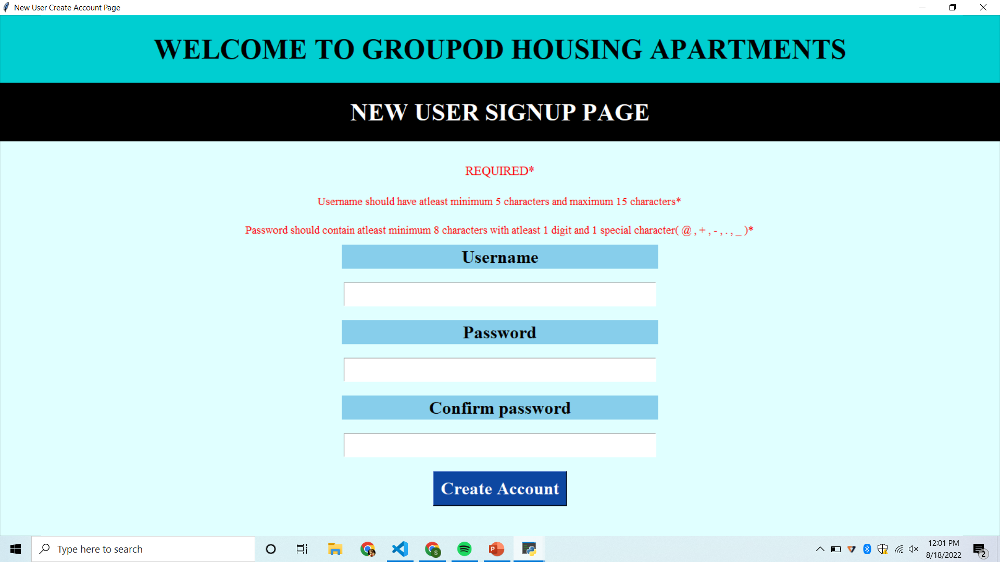 New User Create Account Page
WELCOME TO GROUPOD HOUSING APARTMENTS
NEW USER SIGNUP PAGE
REQUIRED*
Username should have atleast minimum 5 characters and maximum 15 characters*
Password should contain atleast minimum 8 characters with atleast 1 digit and 1 special character( @ , + , - , . , _ )*
Username
Password
Confirm password
Create Account
Type here to search
S
P
12:01 PM
8/18/2022
2